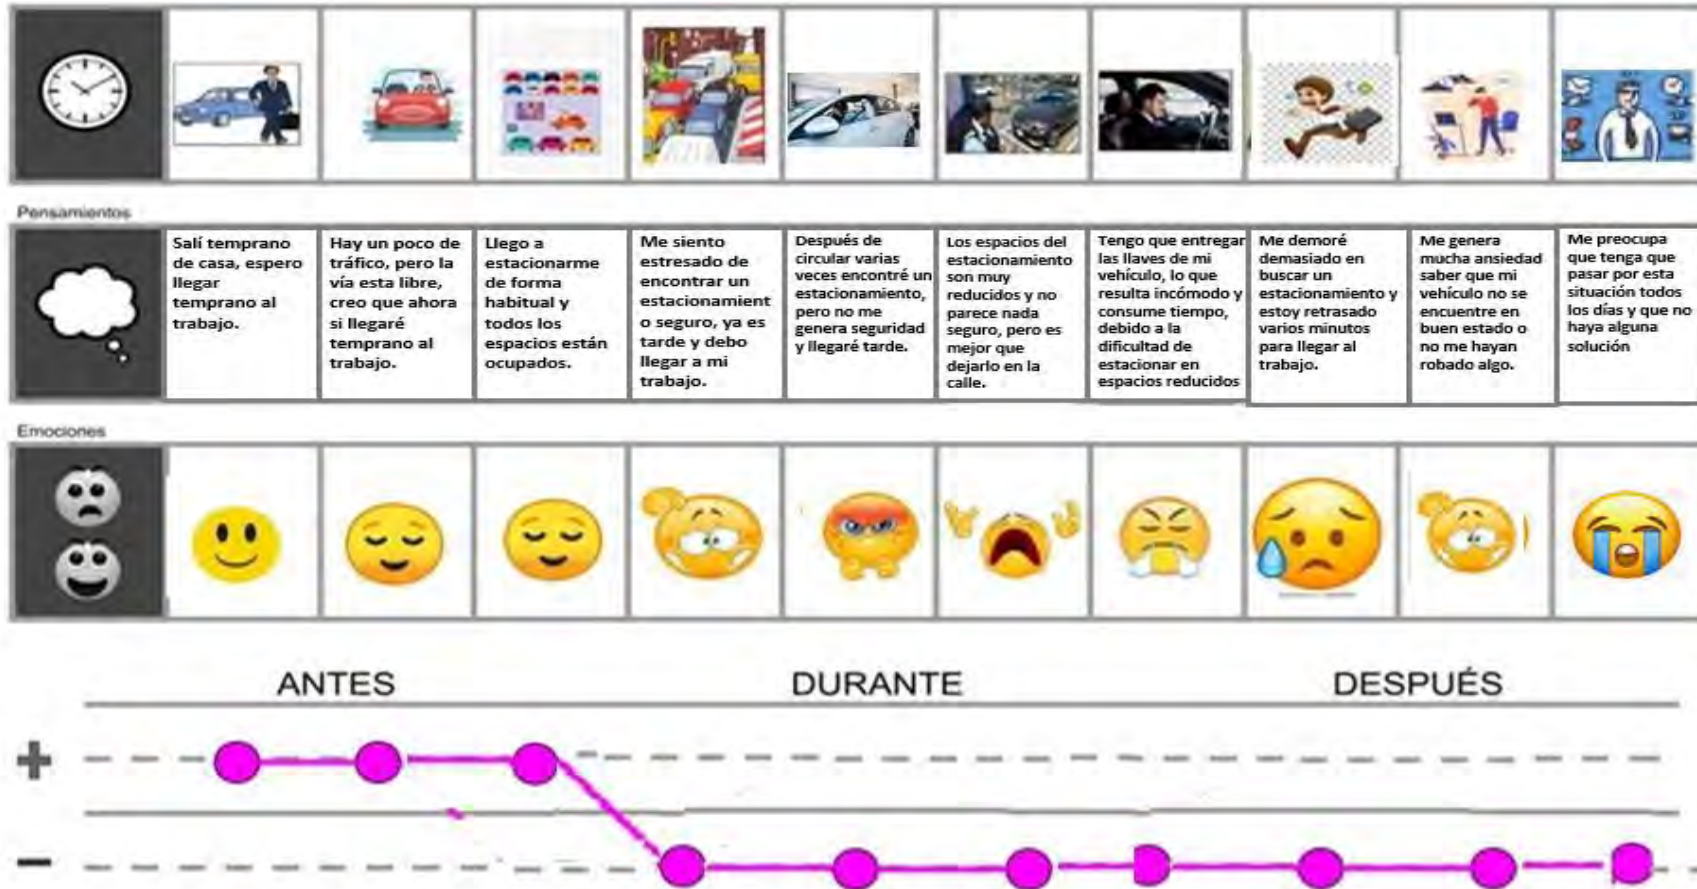 Pensamientos
Salí temprano
de casa, espero
llegar
temprano al
trabajo.
Hay un poco de
tráfico, pero la
vía esta libre,
creo que ahora
si llegaré
temprano al
trabajo.
Llego a
estacionarme
de forma
habitual y
todos los
espacios están
ocupados.
Me siento
estresado de
encontrar un
estacionamient
o seguro, ya es
tarde y debo
llegar a mi
trabajo.
Después de
circular varias
veces encontré un
estacionamiento,
pero no me
genera seguridad
y llegaré tarde.
Los espacios del
estacionamiento
son muy
reducidos y no
parece nada
seguro, pero es
mejor que
dejarlo en la
calle.
Tengo que entregar
las llaves de mi
vehículo, lo que
resulta incómodo y
consume tiempo,
debido a la
dificultad de
estacionar en
espacios reducidos
Me demoré
demasiado en
buscar un
estacionamiento y
estoy retrasado
varios minutos
para llegar al
trabajo.
Me genera
mucha ansiedad
saber que mi
vehículo no se
encuentre en
buen estado o
no me hayan
robado algo.
Me preocupa
que tenga que
pasar por esta
situación todos
los días y que no
haya alguna
solución
Emociones
ANTES
DURANTE
DESPUÉS
+
−